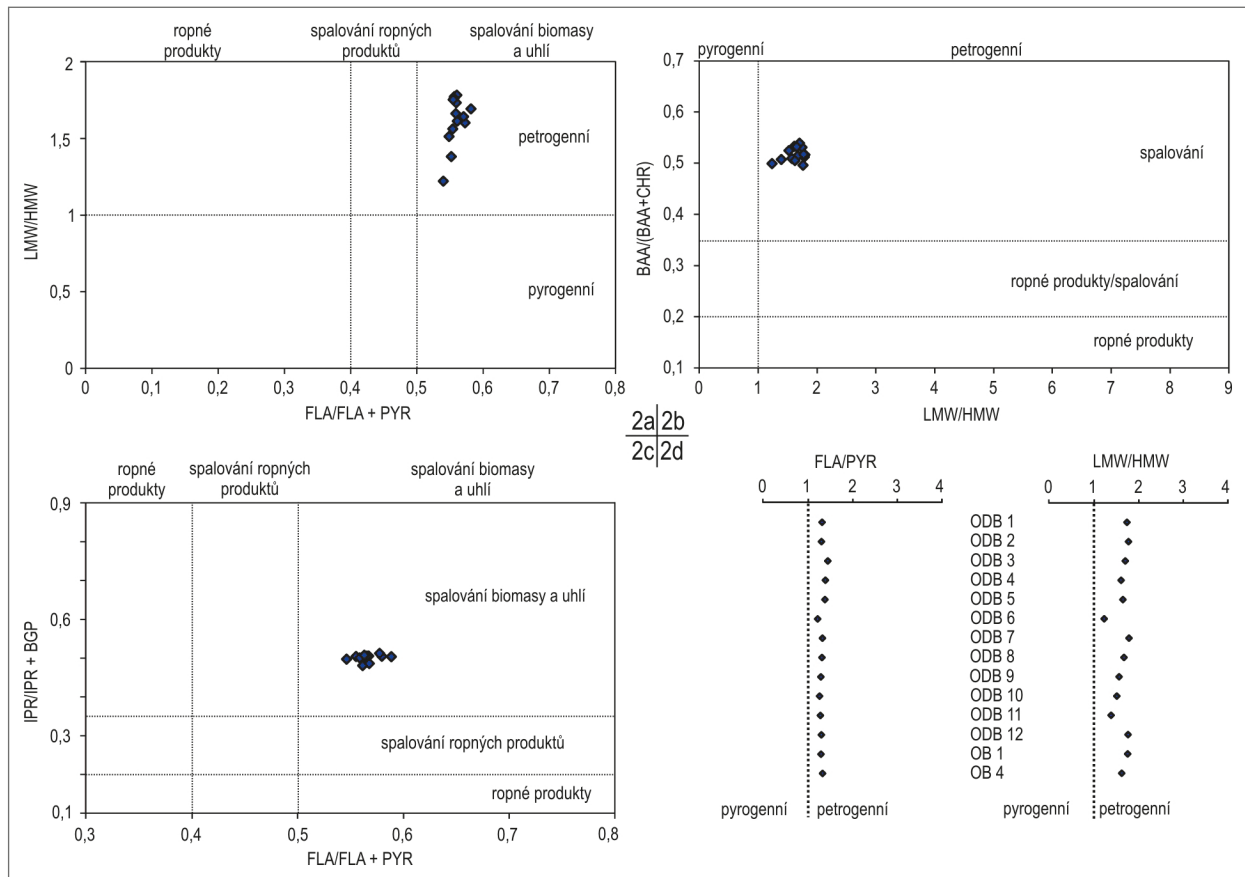 ropné
produkty
spalování ropných
produktů
spalování biomasy
a uhlí
2
1,5
1
0,5
0
LMW/HMW
petrogenní
pyrogenní
0 0,1 0,2 0,3 0,4 0,5 0,6 0,7 0,8
FLA/FLA + PYR
pyrogenní petrogenní
0,7
0,6
0,5
0,4
0,3
0,2
0,1
BAA/(BAA+CHR)
spalování
ropné produkty/spalování
ropné produkty
0 1 2 3 4 5 6 7 8 9
LMW/HMW
2a 2b
2c 2d
ropné
produkty
spalování ropných
produktů
spalování biomasy
a uhlí
0,9
0,6
0,3
0,1
IPR/IPR + BGP
spalování biomasy a uhlí
spalování ropných produktů
ropné produkty
0,3 0,4 0,5 0,6 0,7 0,8
FLA/FLA + PYR
FLA/PYR LMW/HMW
0 1 2 3 4 0 1 2 3 4
ODB 1
ODB 2
ODB 3
ODB 4
ODB 5
ODB 6
ODB 7
ODB 8
ODB 9
ODB 10
ODB 11
ODB 12
OB 1
OB 4
pyrogenní petrogenní pyrogenní petrogenní